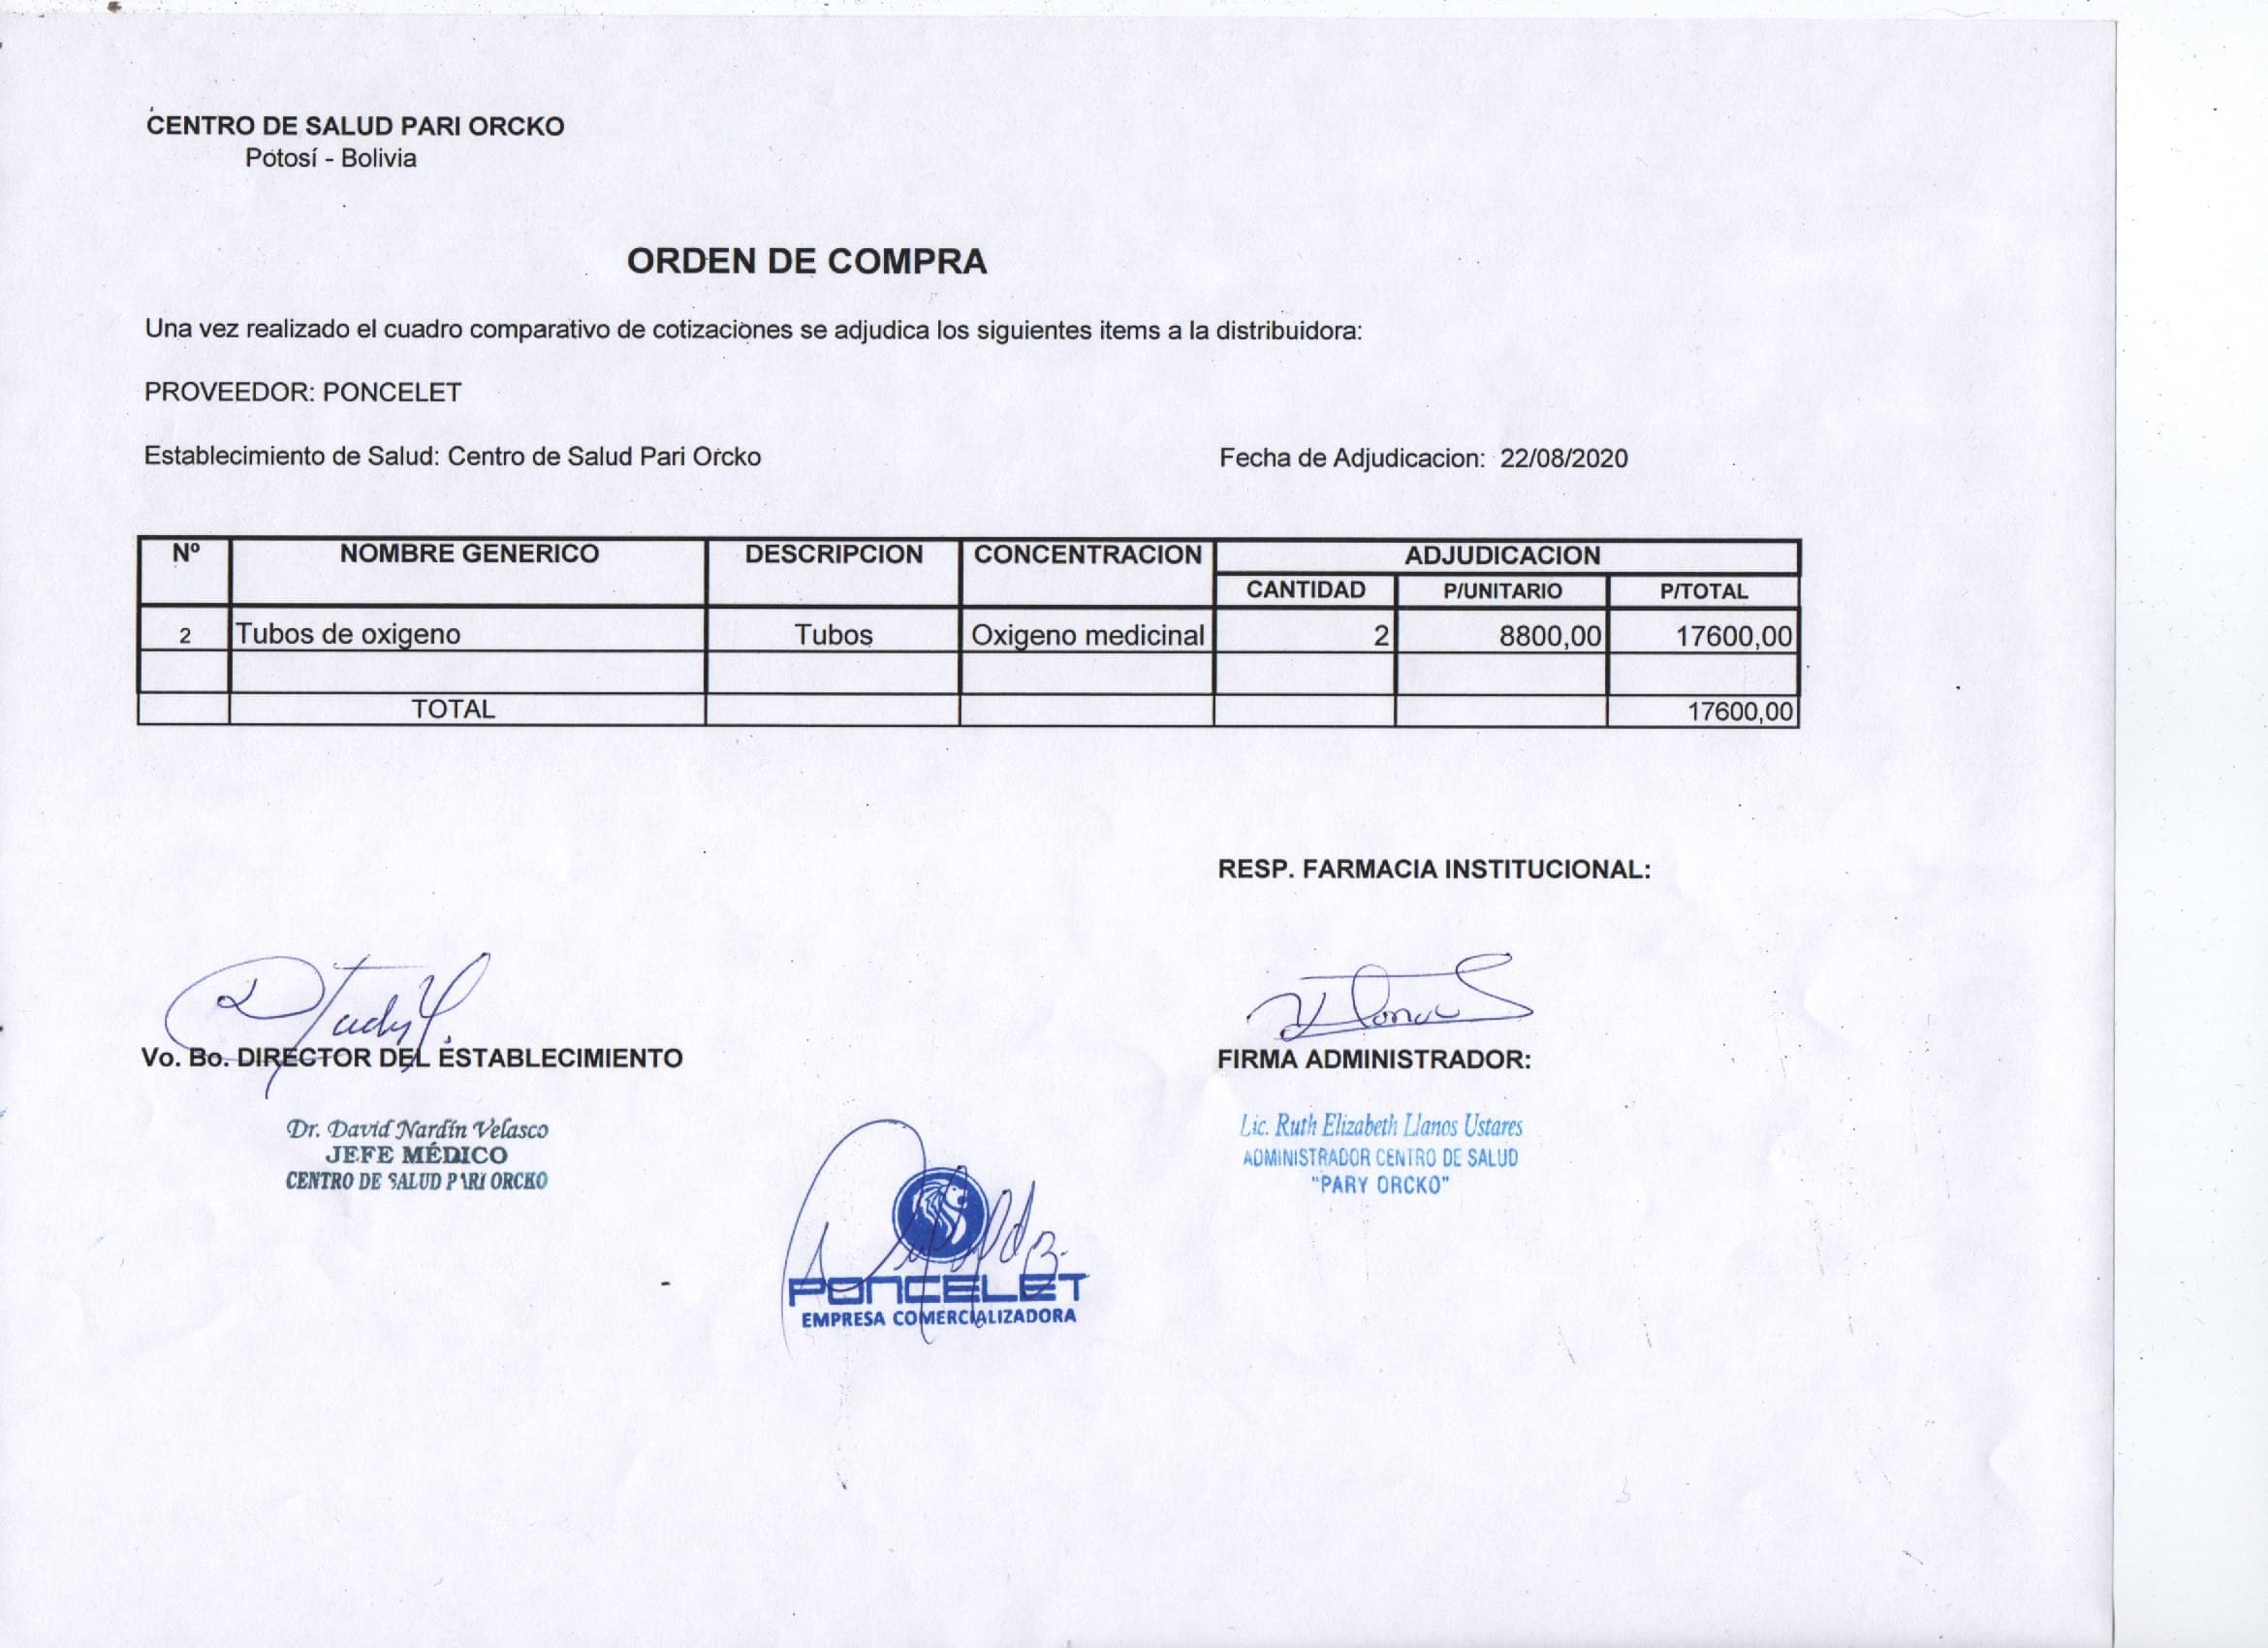 CENTRO DE SALUD PARI ORCKO
Potosí - Bolivia
ORDEN DE COMPRA
Una vez realizado el cuadro comparativo de cotizaciones se adjudica los siguientes items a la distribuidora:
PROVEEDOR: PONCELET
Establecimiento de Salud: Centro de Salud Pari Orcko Fecha de Adjudicacion: 22/08/2020
Nº NOMBRE GENERICO DESCRIPCION CONCENTRACION ADJUDICACION
CANTIDAD P/UNITARIO P/TOTAL
2 Tubos de oxigeno Tubos Oxigeno medicinal 2 8800,00 17600,00
TOTAL 17600,00
RESP. FARMACIA INSTITUCIONAL:
Vo. Bo. DIRECTOR DEL ESTABLECIMIENTO FIRMA ADMINISTRADOR:
Dr. David Nardín Velasco
JEFE MÉDICO
CENTRO DE SALUD PARI ORCKO
Lic. Ruth Elizabeth Llanos Ustares
ADMINISTRADOR CENTRO DE SALUD
"PARY ORCKO"
PONCELET
EMPRESA COMERCIALIZADORA